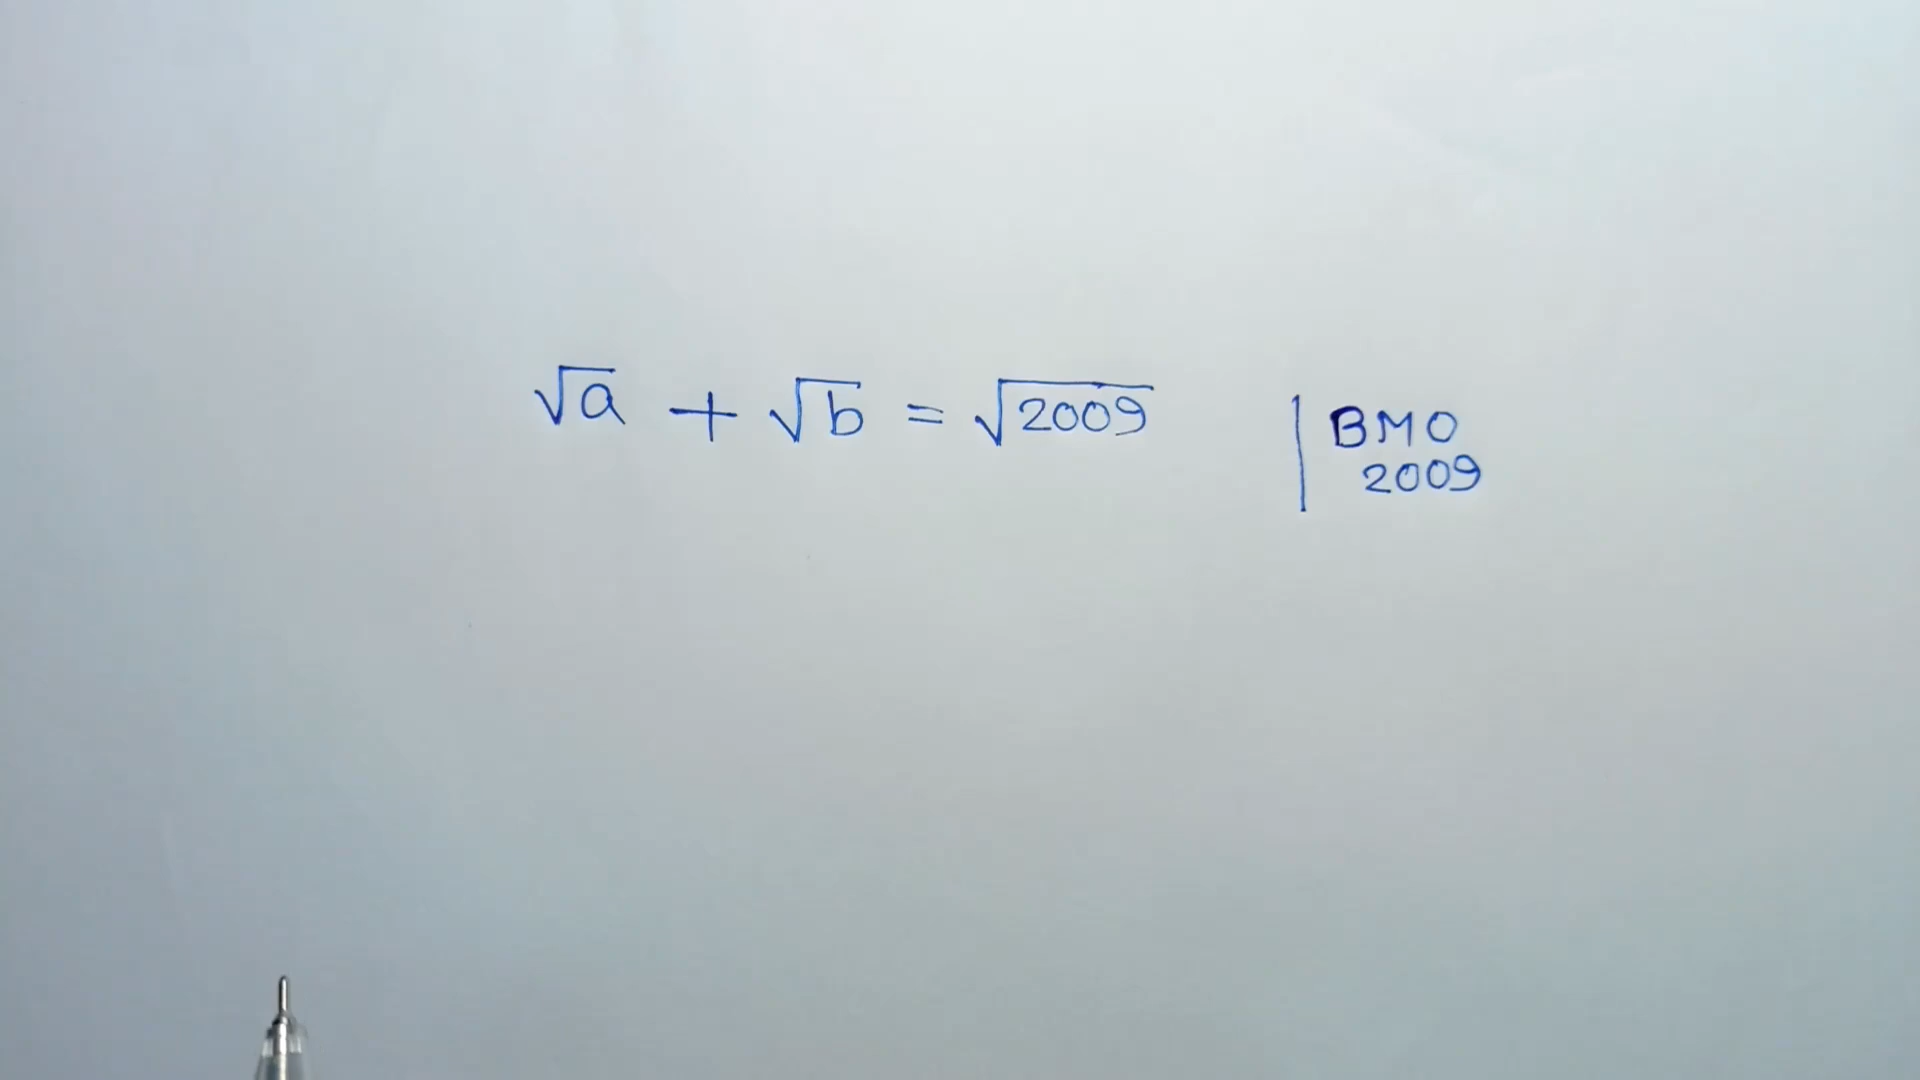 √a + √b = √2009
| BMO
2009